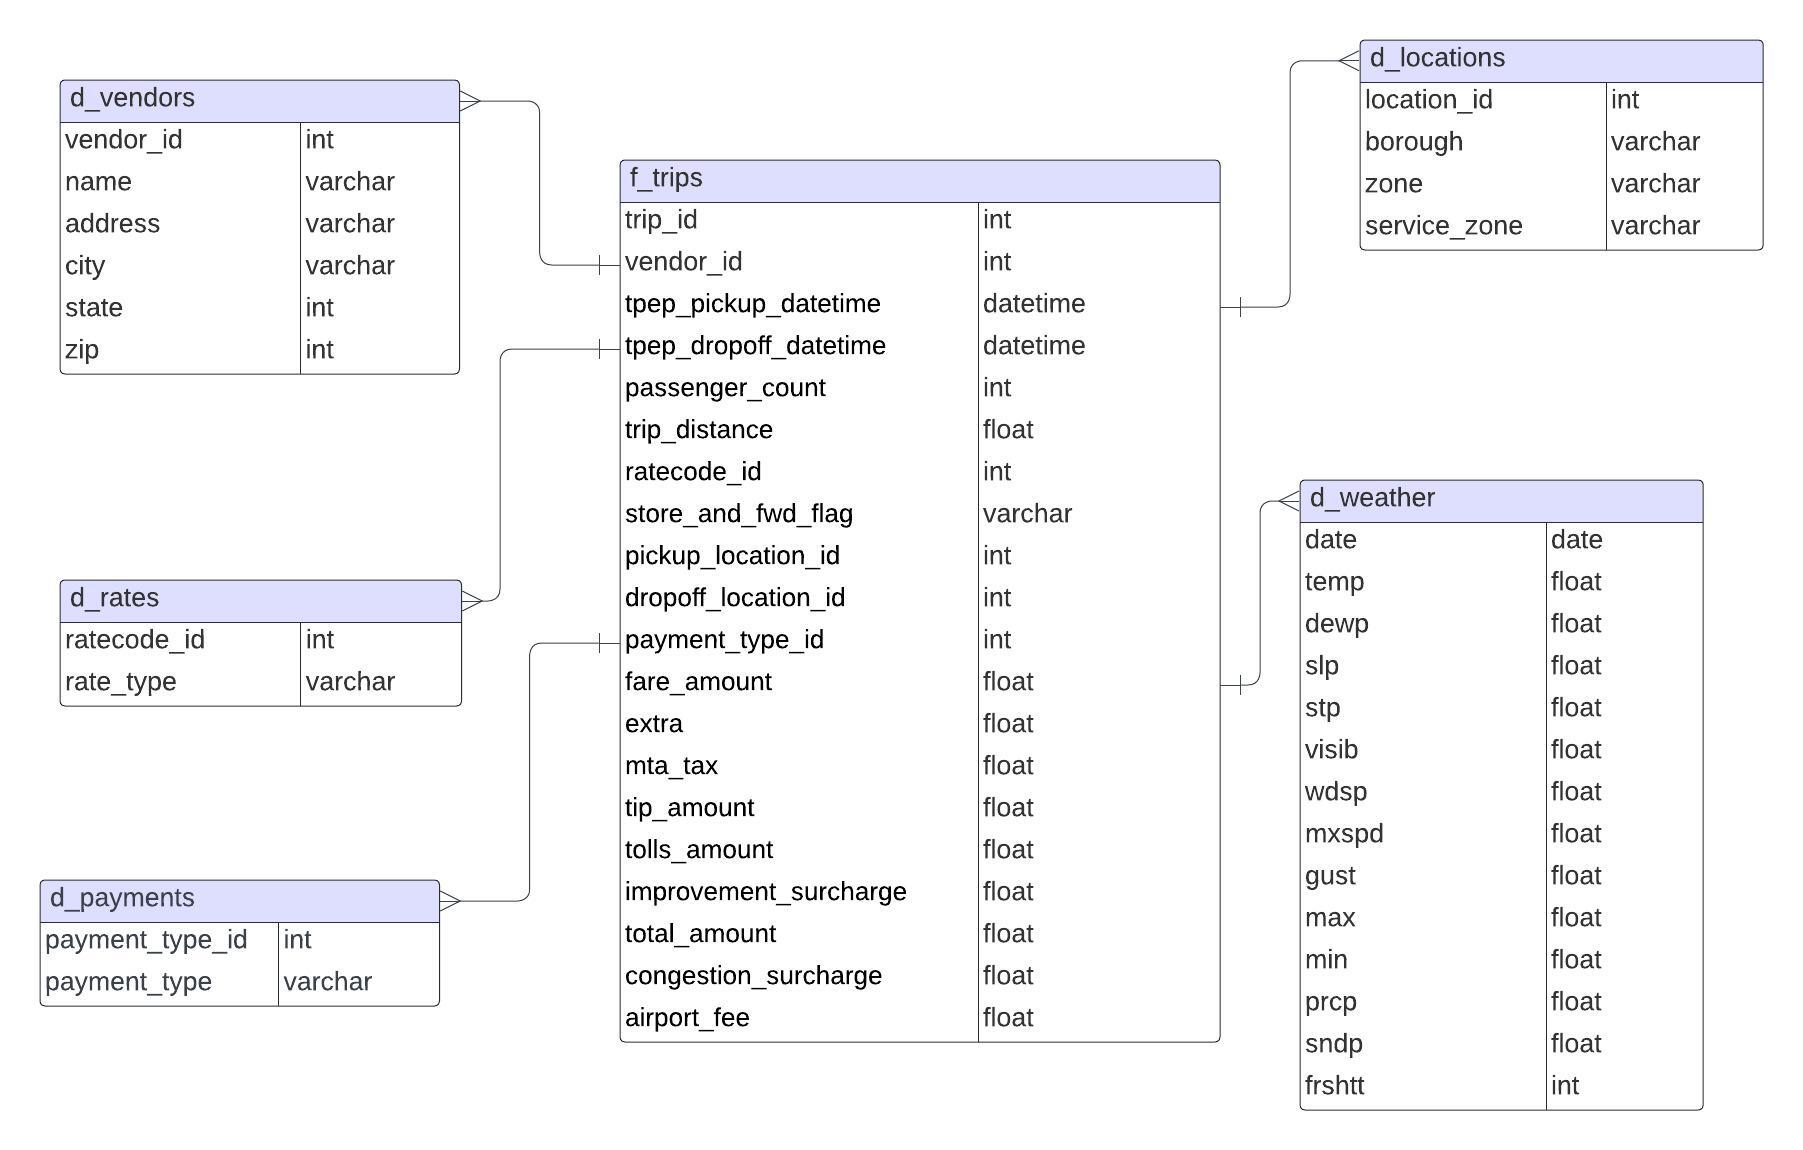 d_vendors
vendor_id int
name varchar
address varchar
city varchar
state int
zip int
d_rates
ratecode_id int
rate_type varchar
d_payments
payment_type_id int
payment_type varchar
f_trips
trip_id int
vendor_id int
tpep_pickup_datetime datetime
tpep_dropoff_datetime datetime
passenger_count int
trip_distance float
ratecode_id int
store_and_fwd_flag varchar
pickup_location_id int
dropoff_location_id int
payment_type_id int
fare_amount float
extra float
mta_tax float
tip_amount float
tolls_amount float
improvement_surcharge float
total_amount float
congestion_surcharge float
airport_fee float
d_locations
location_id int
borough varchar
zone varchar
service_zone varchar
d_weather
date date
temp float
dewp float
slp float
stp float
visib float
wdsp float
mxspd float
gust float
max float
min float
prcp float
sndp float
frshtt int